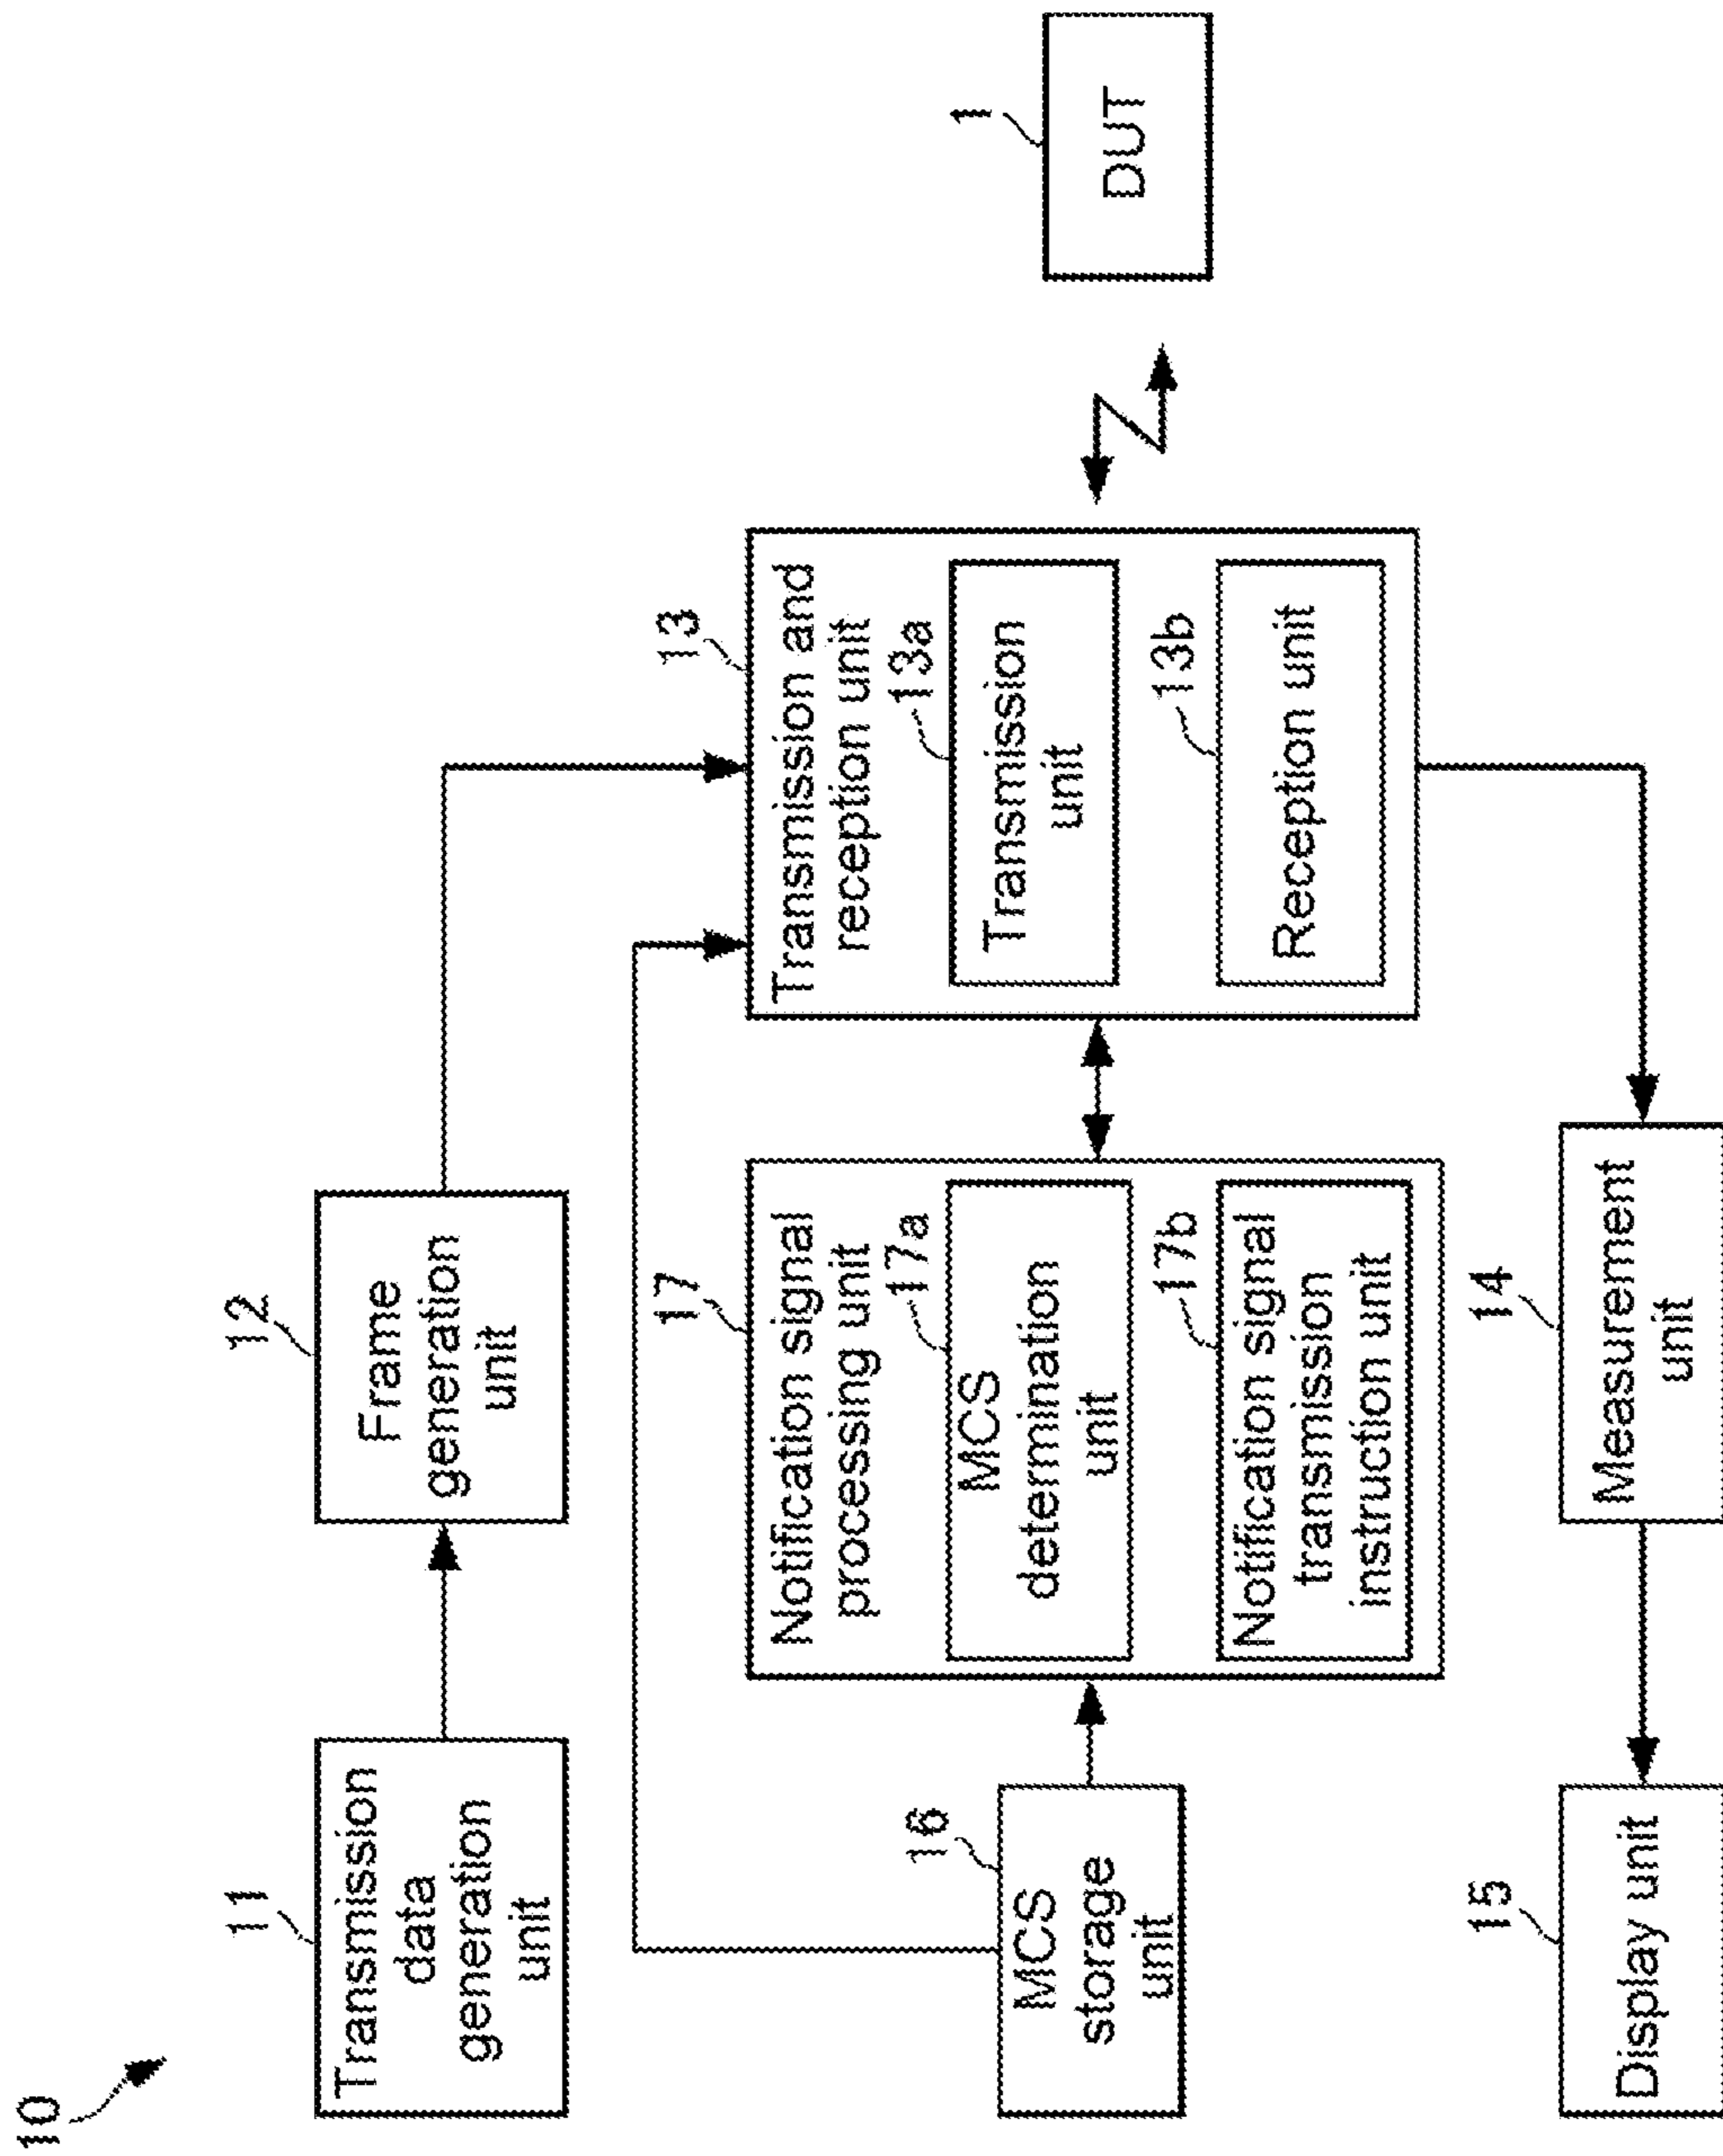 10
11
Transmission
data
generation
unit
12
Frame
generation
unit
13
Transmission and
reception unit
13a
Transmission
unit
13b
Reception unit
1
DUT
16
MCS
storage
unit
17
Notification signal
processing unit
17a
MCS
determination
unit
17b
Notification signal
transmission
instruction unit
14
Measurement
unit
15
Display unit